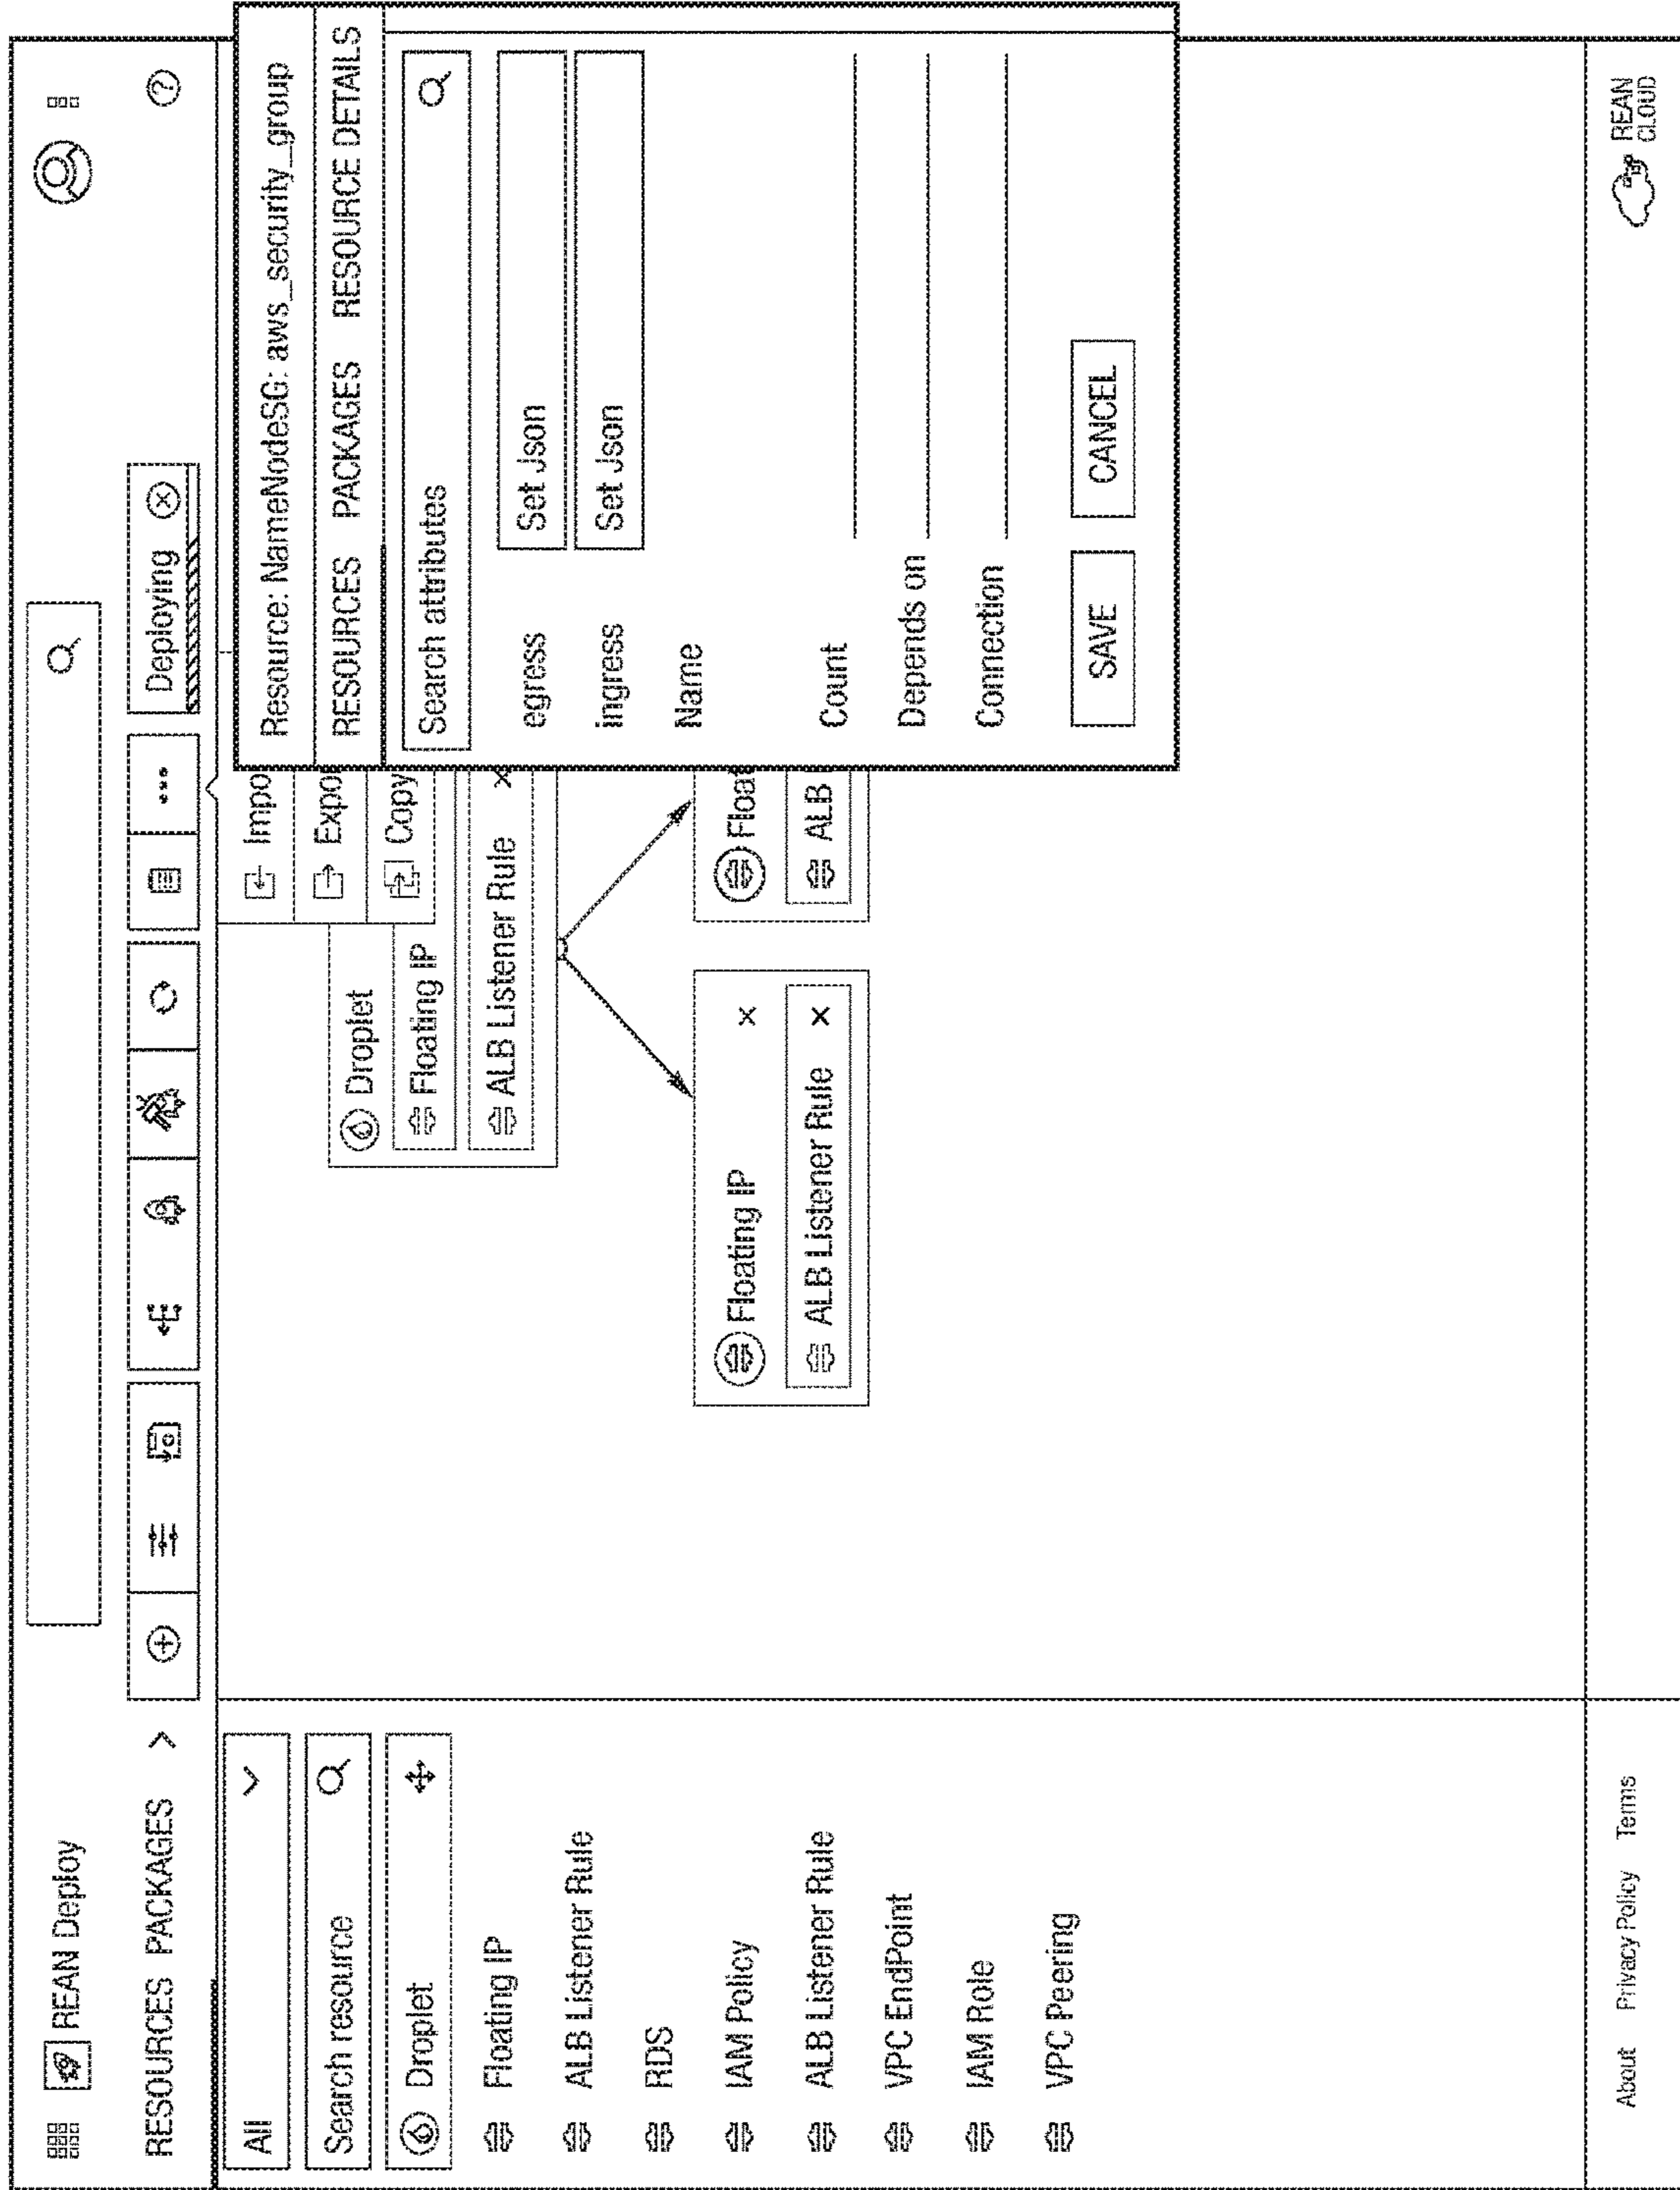 REAN Deploy
RESOURCES PACKAGES
Deploying
All
Search resource
Droplet
Floating IP
ALB Listener Rule
RDS
IAM Policy
ALB Listener Rule
VPC EndPoint
IAM Role
VPC Peering
Impo
Expo
Copy
Droplet
Floating IP
ALB Listener Rule
Floating IP
ALB Listener Rule
Float
ALB
Resource: NameNodeSG: aws_security_group
RESOURCES PACKAGES RESOURCE DETAILS
Search attributes
egress Set Json
ingress Set Json
Name
Count
Depends on
Connection
SAVE CANCEL
About Privacy Policy Terms
REAN
CLOUD